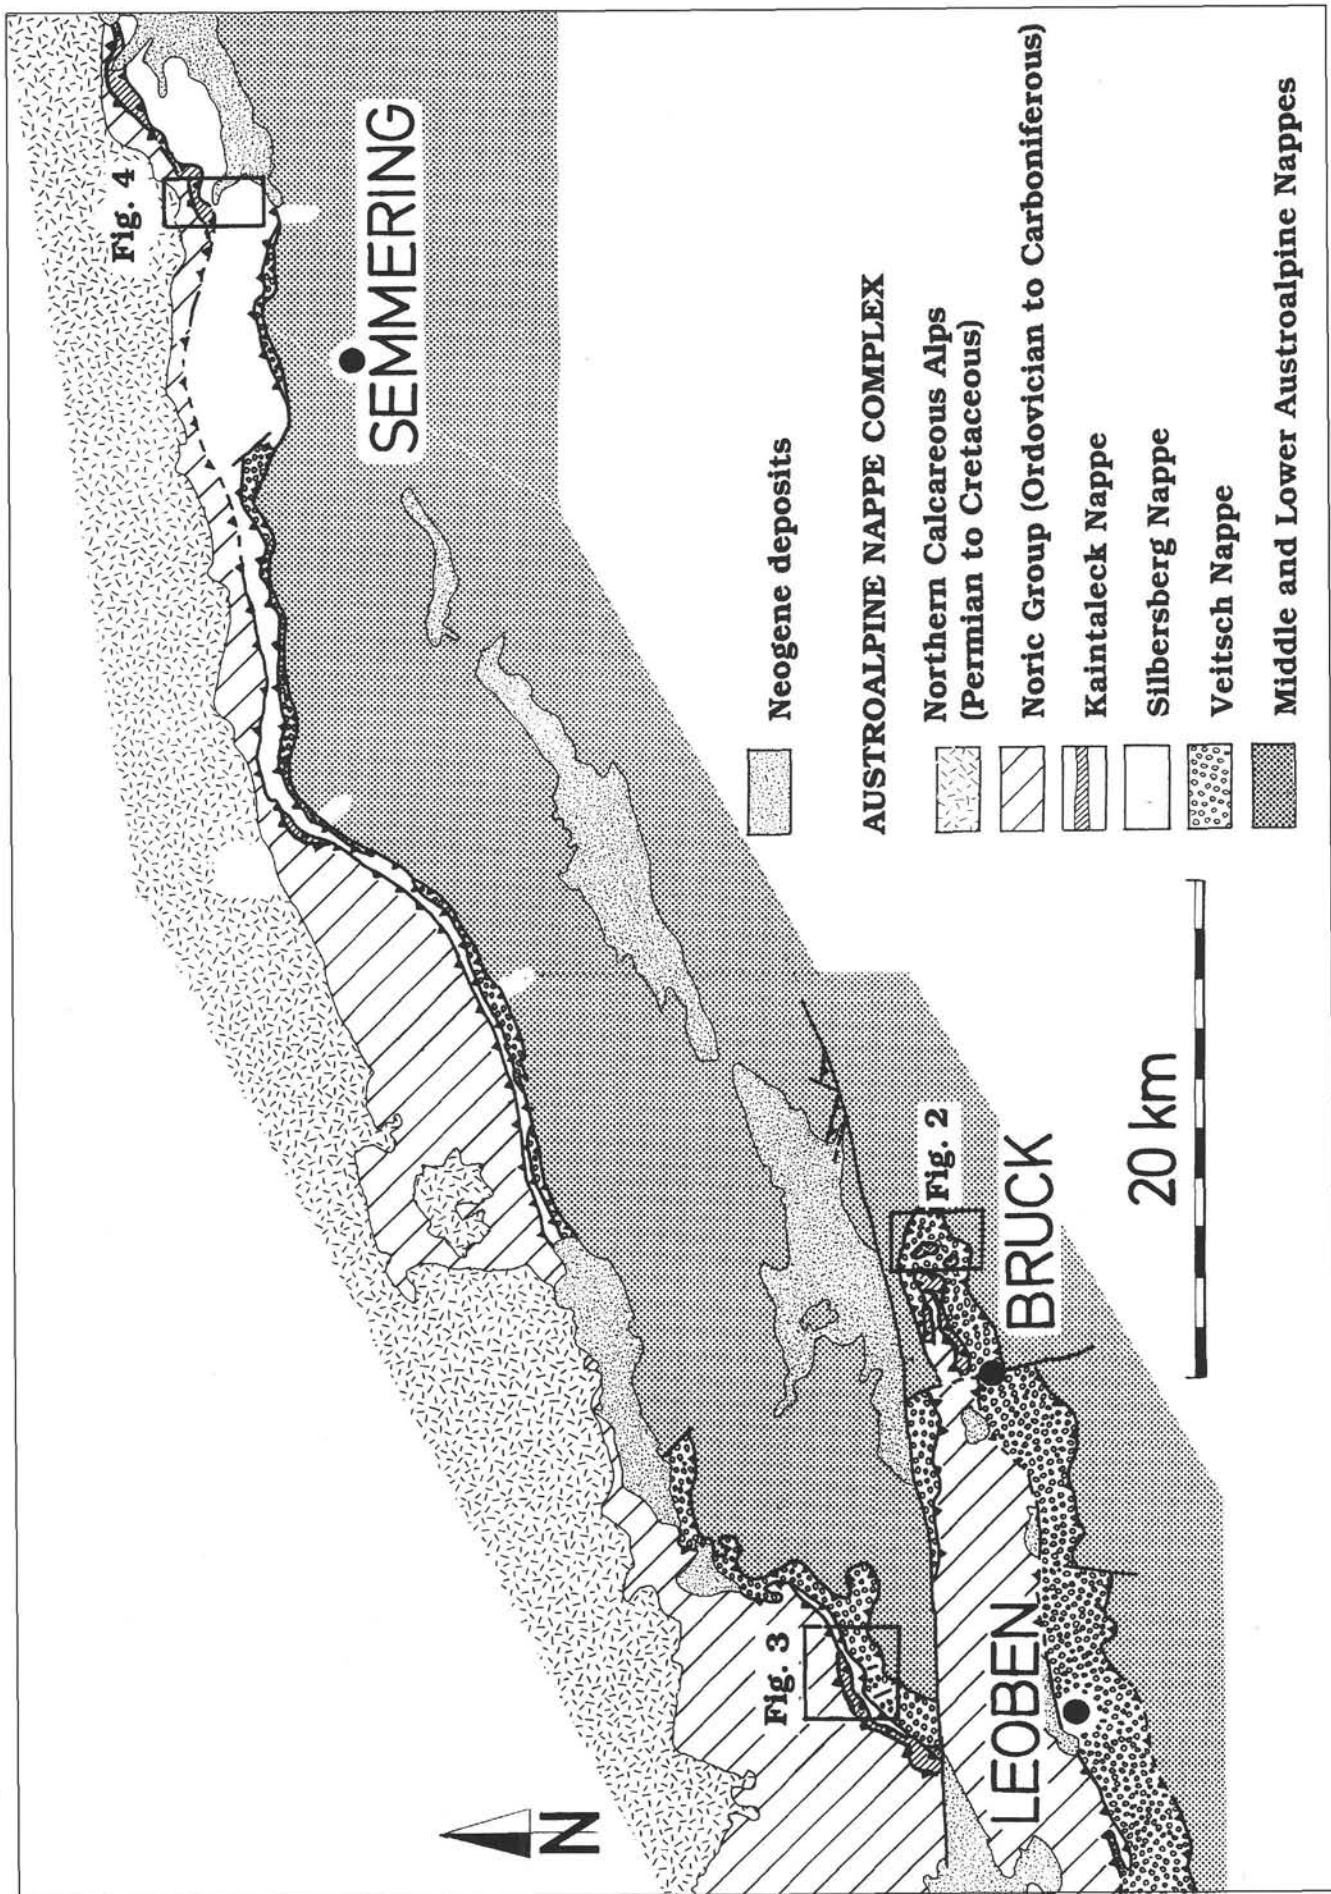 Fig. 4
SEMMERING
Fig. 3
Fig. 2
LEOBEN
BRUCK
N
20 km
Neogene deposits
AUSTROALPINE NAPPE COMPLEX
Northern Calcareous Alps
(Permian to Cretaceous)
Noric Group (Ordovician to Carboniferous)
Kaintaleck Nappe
Silbersberg Nappe
Veitsch Nappe
Middle and Lower Austroalpine Nappes